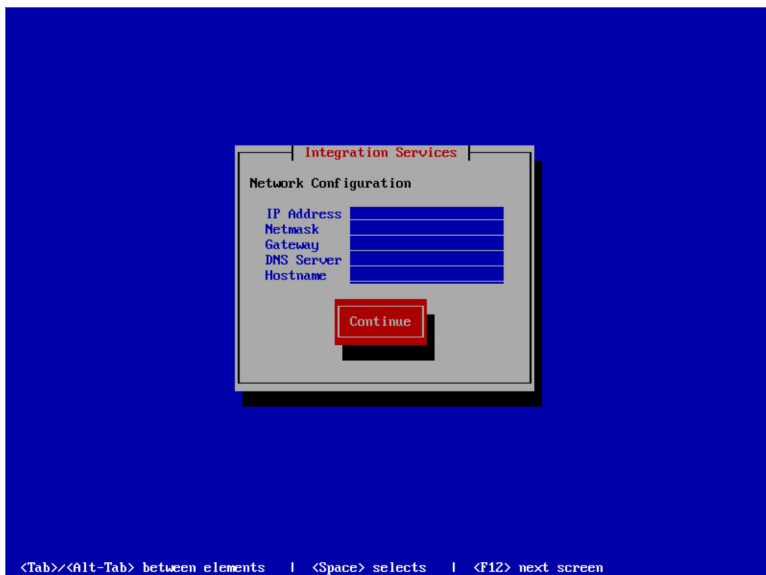 Integration Services
Network Configuration
IP Address
Netmask
Gateway
DNS Server
Hostname
Continue
<Tab>/<Alt-Tab> between elements | <Space> selects | <F12> next screen